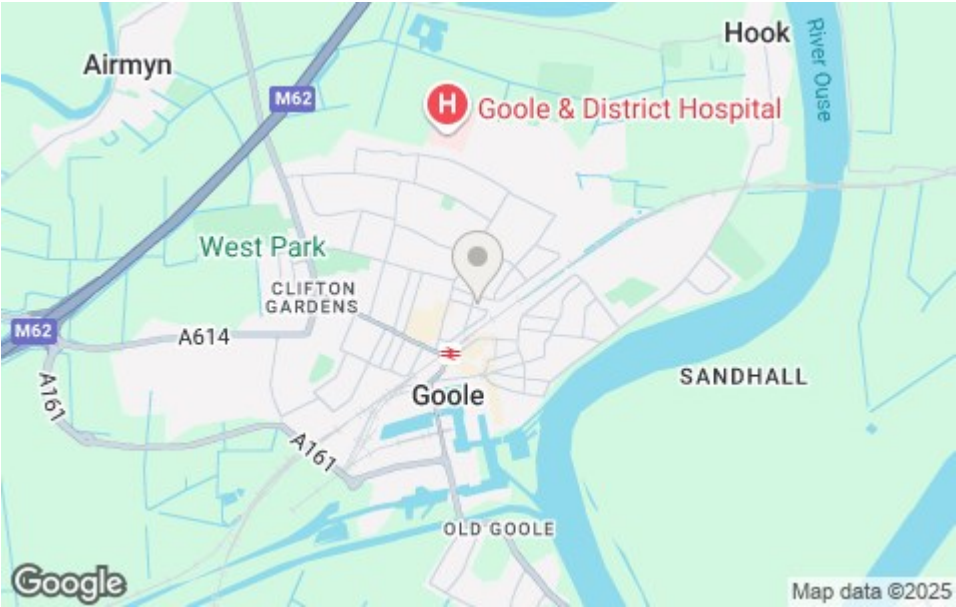 Hook
River Ouse
Airmyn
M62
H
Goole & District Hospital
West Park
CLIFTON
GARDENS
M62
A614
A161
SANDHALL
Goole
A161
OLD GOOLE
Google
Map data ©2025